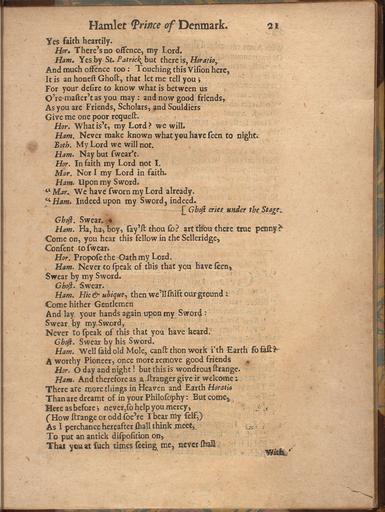 Hamlet Prince of Denmark. 21
Yes faith heartily.
Hor. There's no offence, my Lord.
Ham. Yes by St. Patrick but there is, Horatio,
And much offence too: Touching this Vision here,
It is an honeſt Ghoſt, that let me tell you;
For your deſire to know what is between us
O're-maſter't as you may: and now good friends,
As you are Friends, Scholars, and Souldiers
Give me one poor requeſt.
Hor. What is't, my Lord? we will.
Ham. Never make known what you have ſeen to night.
Both. My Lord we will not.
Ham. Nay but ſwear't.
Hor. In faith my Lord not I.
Mar. Nor I my Lord in faith.
Ham. Upon my Sword.
“ Mar. We have ſworn my Lord already.
“ Ham. Indeed upon my Sword, indeed.
[ Ghoſt cries under the Stage.
Ghoſt. Swear.
Ham. Ha, ha, boy, ſay'ſt thou ſo? art thou there true penny?
Come on, you hear this fellow in the Selleridge,
Conſent to ſwear.
Hor. Propoſe the Oath my Lord.
Ham. Never to ſpeak of this that you have ſeen,
Swear by my Sword.
Ghoſt. Swear.
Ham. Hic & ubique, then we'll ſhift our ground:
Come hither Gentlemen
And lay your hands again upon my Sword:
Swear by my Sword,
Never to ſpeak of this that you have heard.
Ghoſt. Swear by his Sword.
Ham. Well ſaid old Mole, canſt thou work i'th Earth ſo faſt?
A worthy Pioneer, once more remove good friends
Hor. O day and night! but this is wondrous ſtrange.
Ham. And therefore as a ſtranger give it welcome:
There are more things in Heaven and Earth Horatio
Than are dreamt of in your Philoſophy: But come,
Here as before; never, ſo help you mercy,
(How ſtrange or odd ſoe're I bear my ſelf,)
As I perchance hereafter ſhall think meet,
To put an antick diſpoſition on,
That you at ſuch times ſeeing me, never ſhall
With